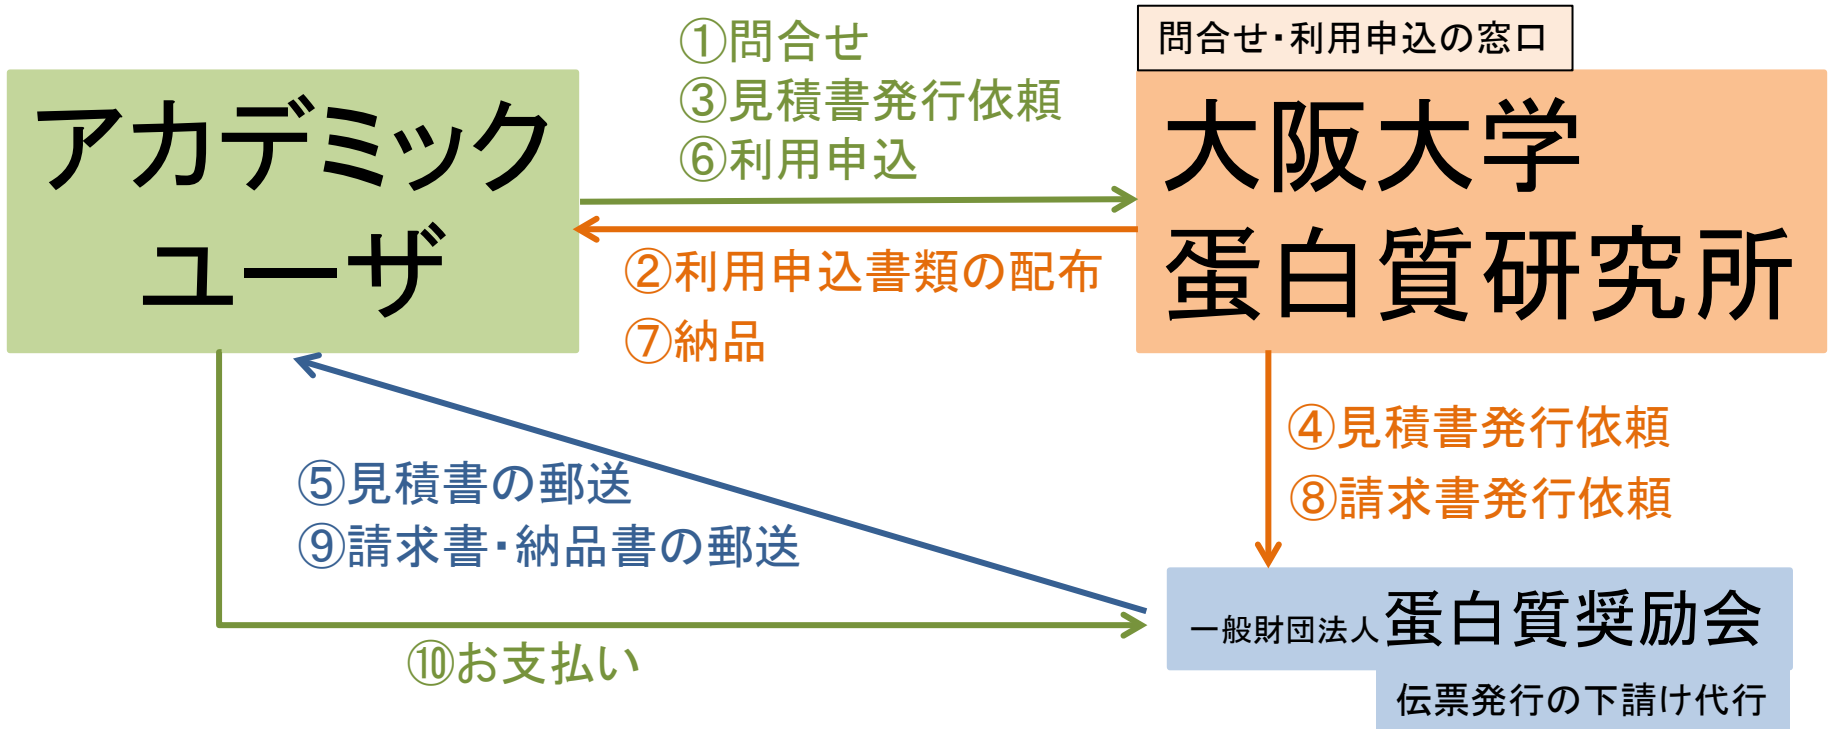 ①問合せ
③見積書発行依頼
⑥利用申込
問合せ・利用申込の窓口
アカデミック
ユーザ
大阪大学
蛋白質研究所
②利用申込書類の配布
⑦納品
④見積書発行依頼
⑧請求書発行依頼
⑤見積書の郵送
⑨請求書・納品書の郵送
一般財団法人蛋白質奨励会
⑩お支払い
伝票発行の下請け代行